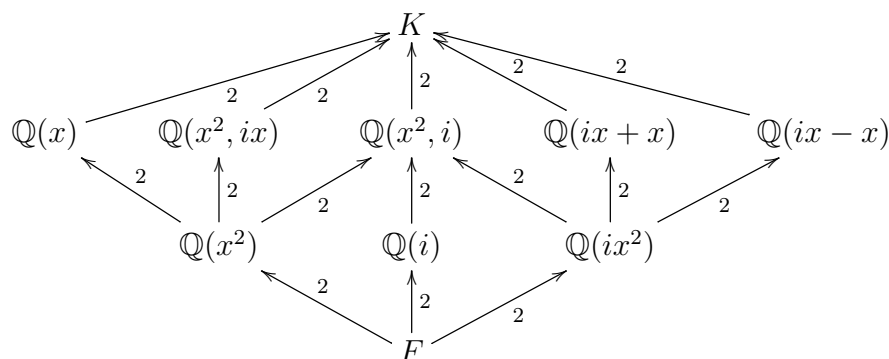 K
2 2 2 2 2
ℚ(x) ℚ(x², ix) ℚ(x², i) ℚ(ix + x) ℚ(ix − x)
2 2 2 2 2 2 2
ℚ(x²) ℚ(i) ℚ(ix²)
2 2 2
F